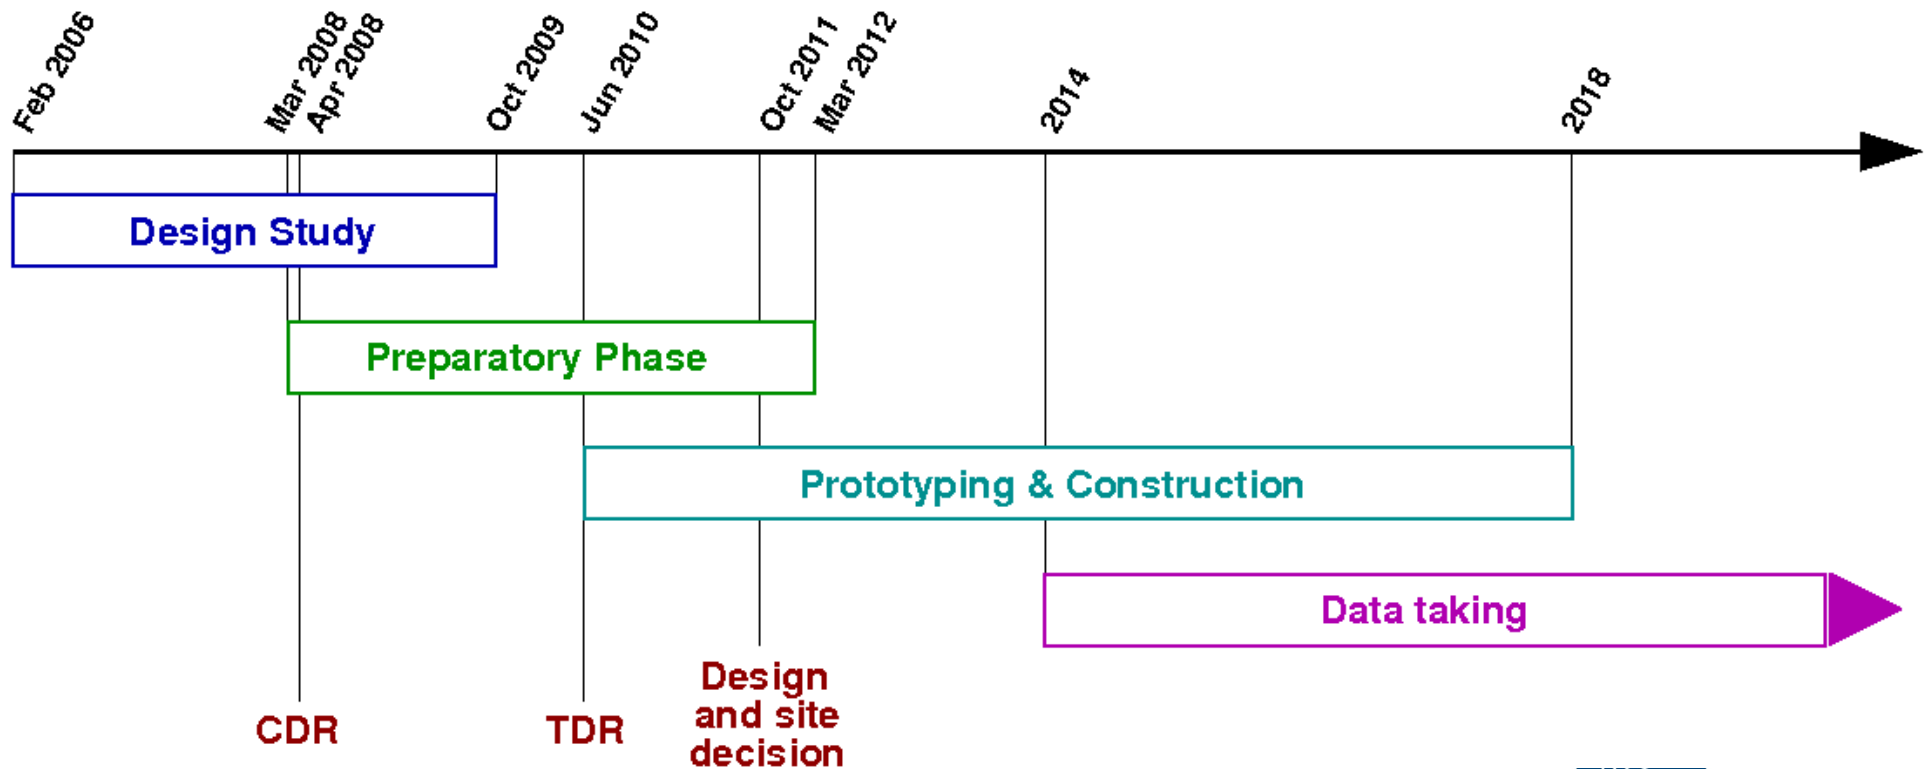 Feb 2006
Mar 2008
Apr 2008
Oct 2009
Jun 2010
Oct 2011
Mar 2012
2014
2018
Design Study
Preparatory Phase
Prototyping & Construction
Data taking
CDR
TDR
Design
and site
decision